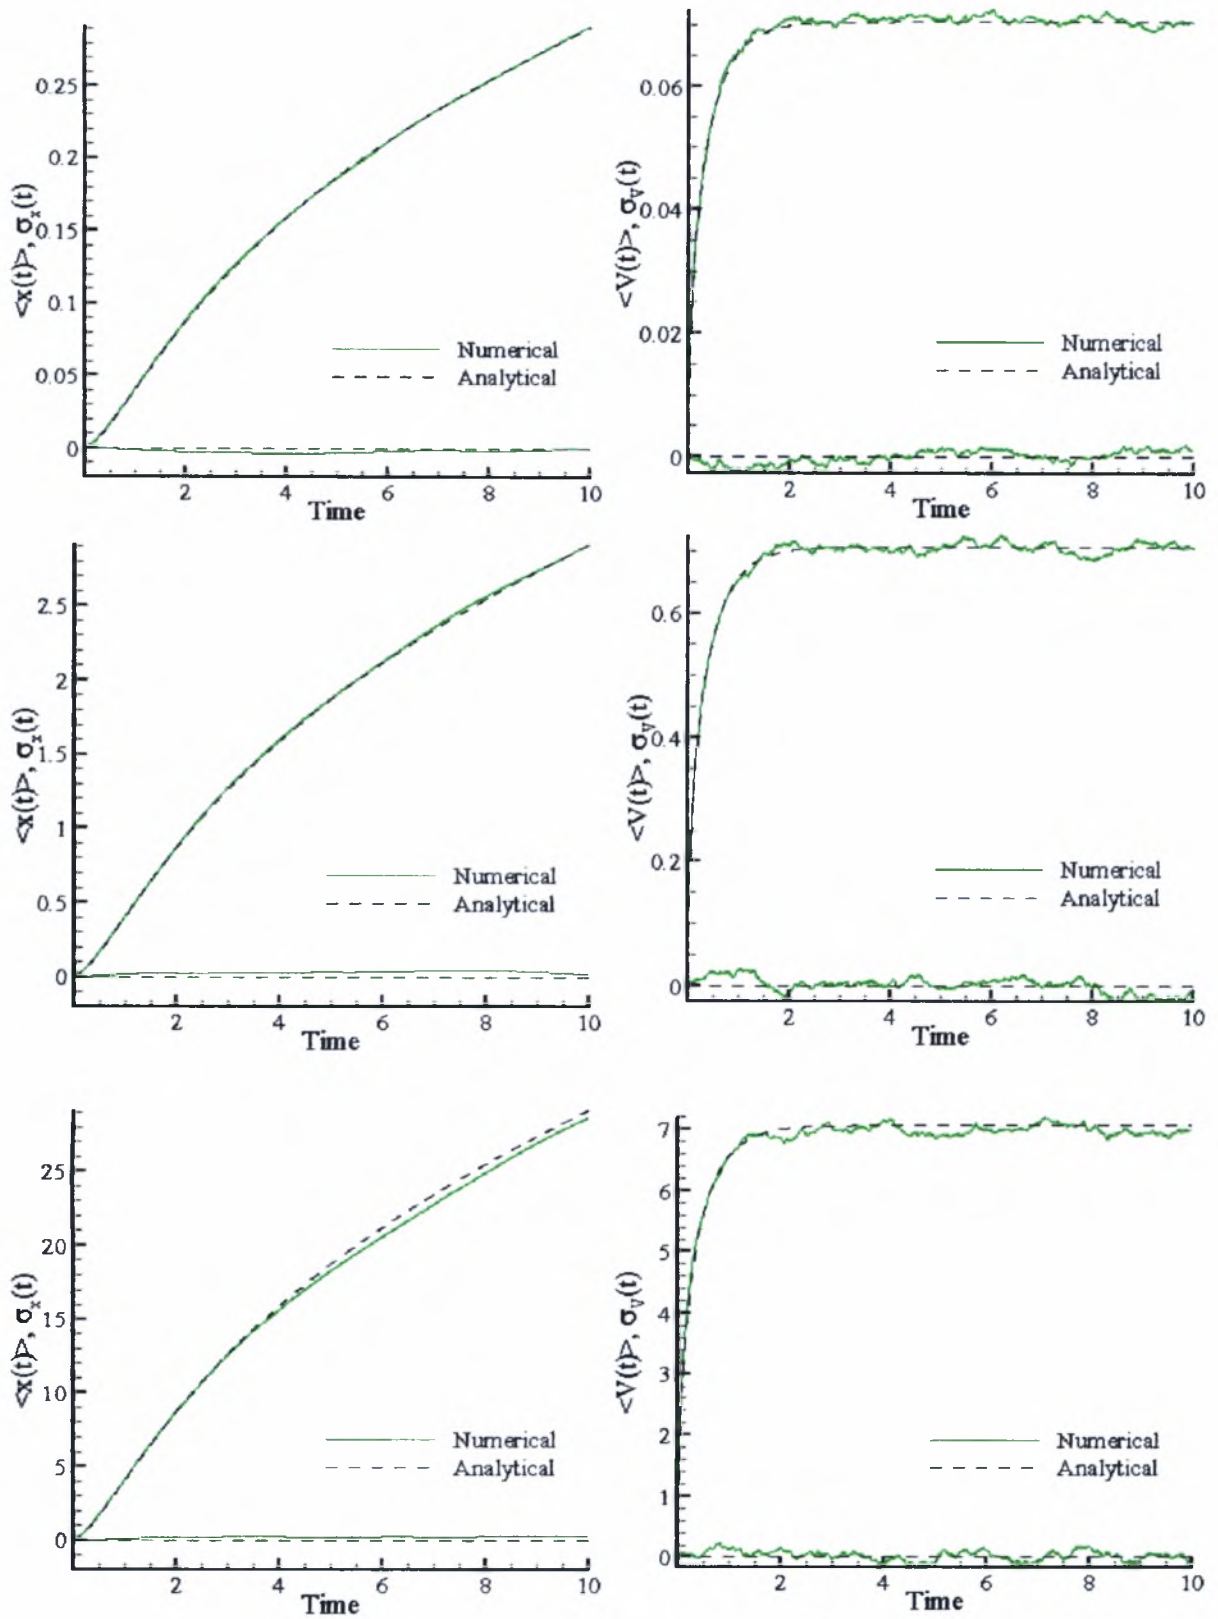 <x(t)>, σx(t)
0.25
0.2
0.15
0.1
0.05
0
Numerical
Analytical
2 4 6 8 10
Time
<V(t)>, σV(t)
0.06
0.04
0.02
0
Numerical
Analytical
2 4 6 8 10
Time
<x(t)>, σx(t)
2.5
2
1.5
1
0.5
0
Numerical
Analytical
2 4 6 8 10
Time
<V(t)>, σV(t)
0.6
0.4
0.2
0
Numerical
Analytical
2 4 6 8 10
Time
<x(t)>, σx(t)
25
20
15
10
5
0
Numerical
Analytical
2 4 6 8 10
Time
<V(t)>, σV(t)
7
6
5
4
3
2
1
0
Numerical
Analytical
2 4 6 8 10
Time